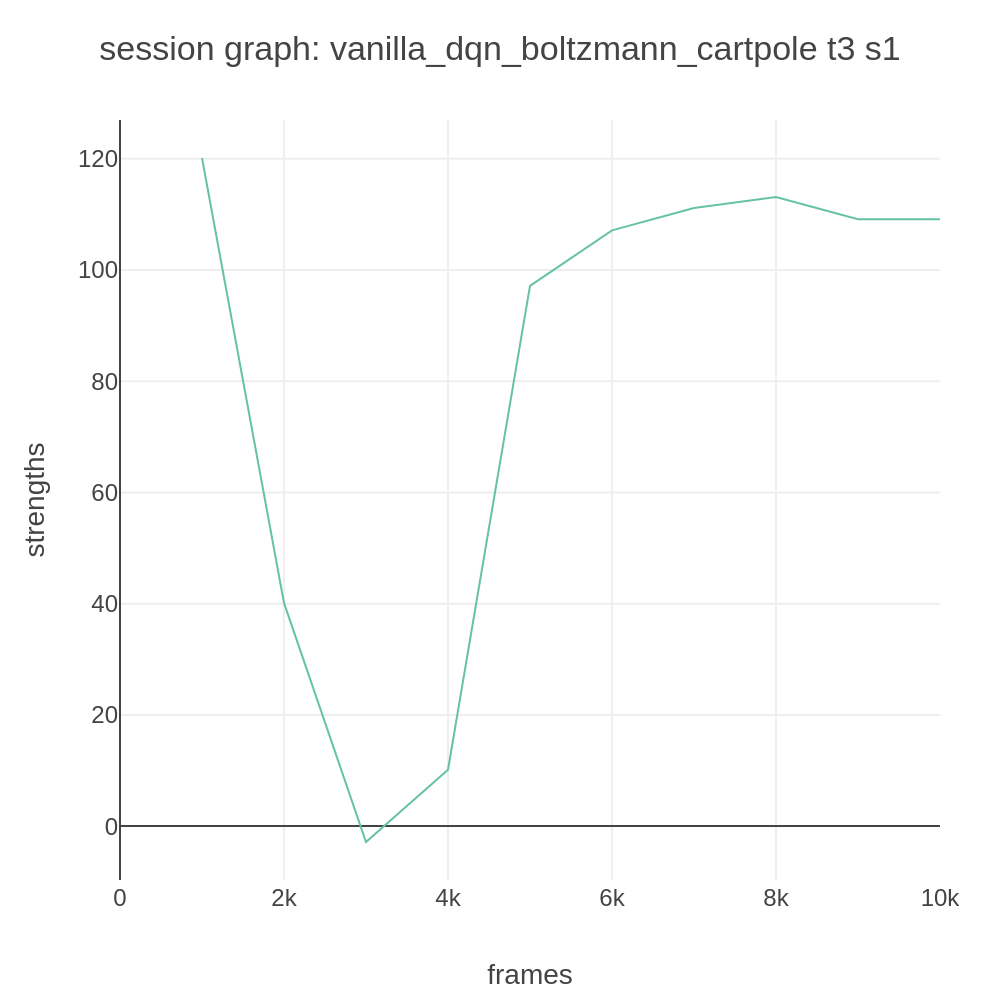 session graph: vanilla_dqn_boltzmann_cartpole t3 s1
120
100
80
60
40
20
0
strengths
0 2k 4k 6k 8k 10k
frames